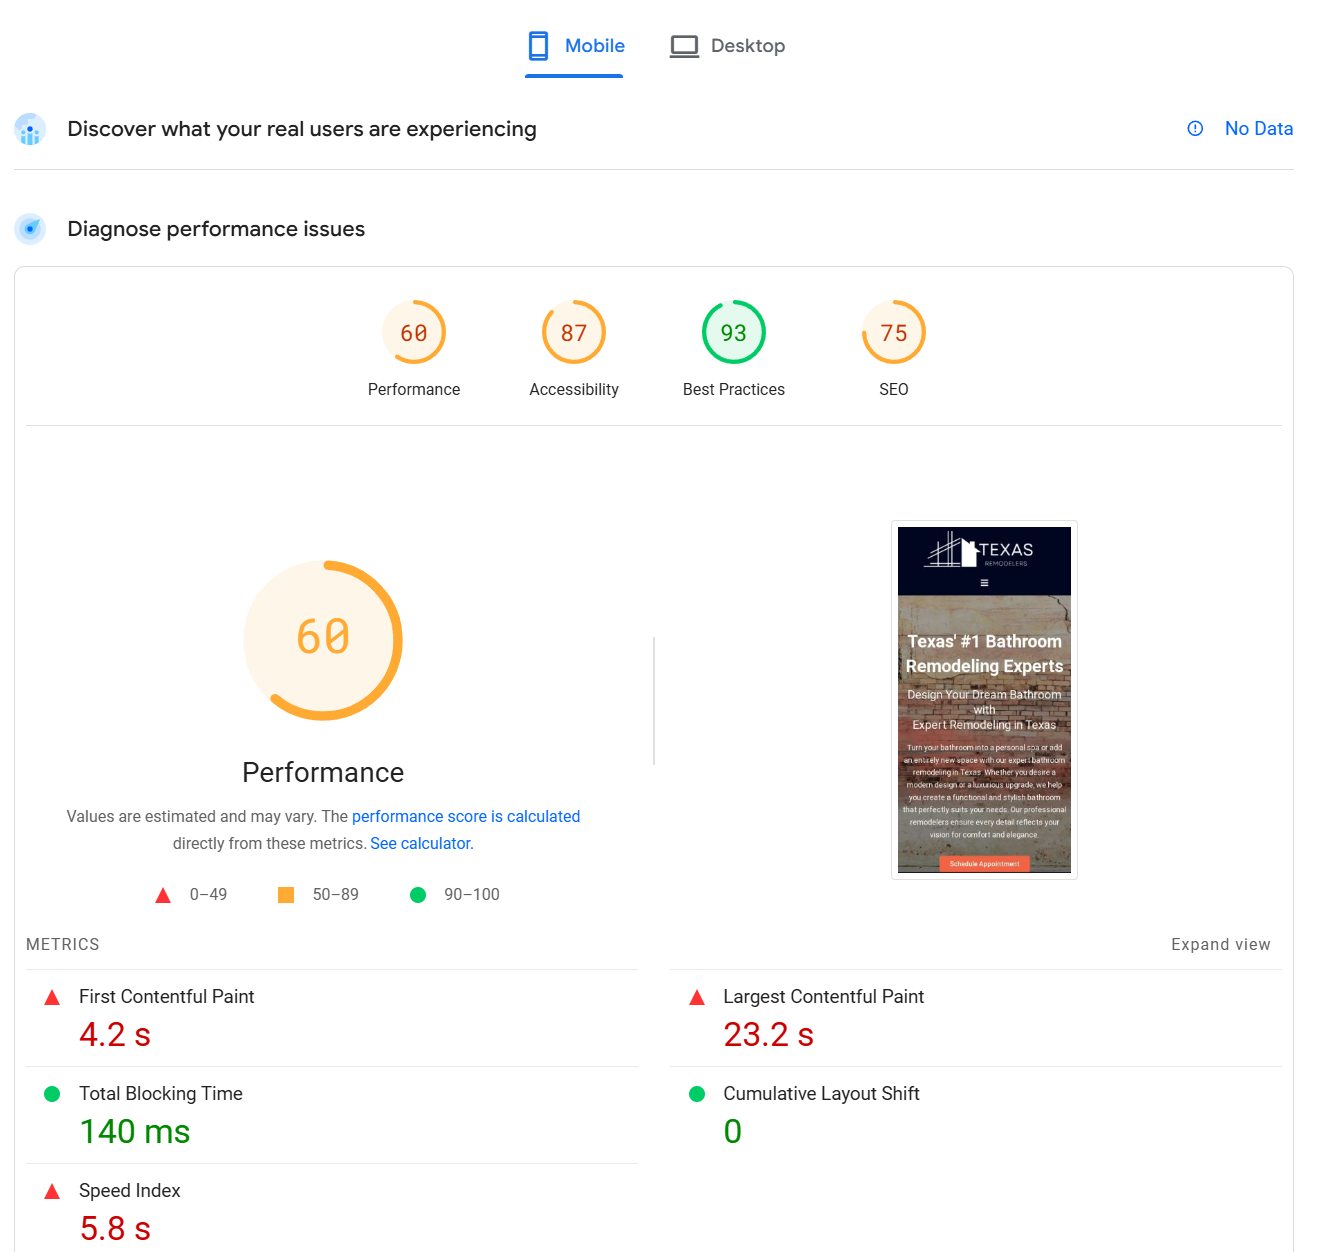 Mobile
Desktop
Discover what your real users are experiencing
No Data
Diagnose performance issues
60
87
93
75
Performance
Accessibility
Best Practices
SEO
60
Performance
Values are estimated and may vary. The performance score is calculated
directly from these metrics. See calculator.
0–49
50–89
90–100
TEXAS
REMODELERS
Texas' #1 Bathroom
Remodeling Experts
Design Your Dream Bathroom
with
Expert Remodeling in Texas
Turn your bathroom into a personal spa or add
an entirely new space with our expert bathroom
remodeling in Texas. Whether you desire a
modern design or a luxurious upgrade, we help
you create a functional and stylish bathroom
that perfectly suits your needs. Our professional
remodelers ensure every detail reflects your
vision for comfort and elegance.
Schedule Appointment
METRICS
Expand view
First Contentful Paint
4.2 s
Largest Contentful Paint
23.2 s
Total Blocking Time
140 ms
Cumulative Layout Shift
0
Speed Index
5.8 s